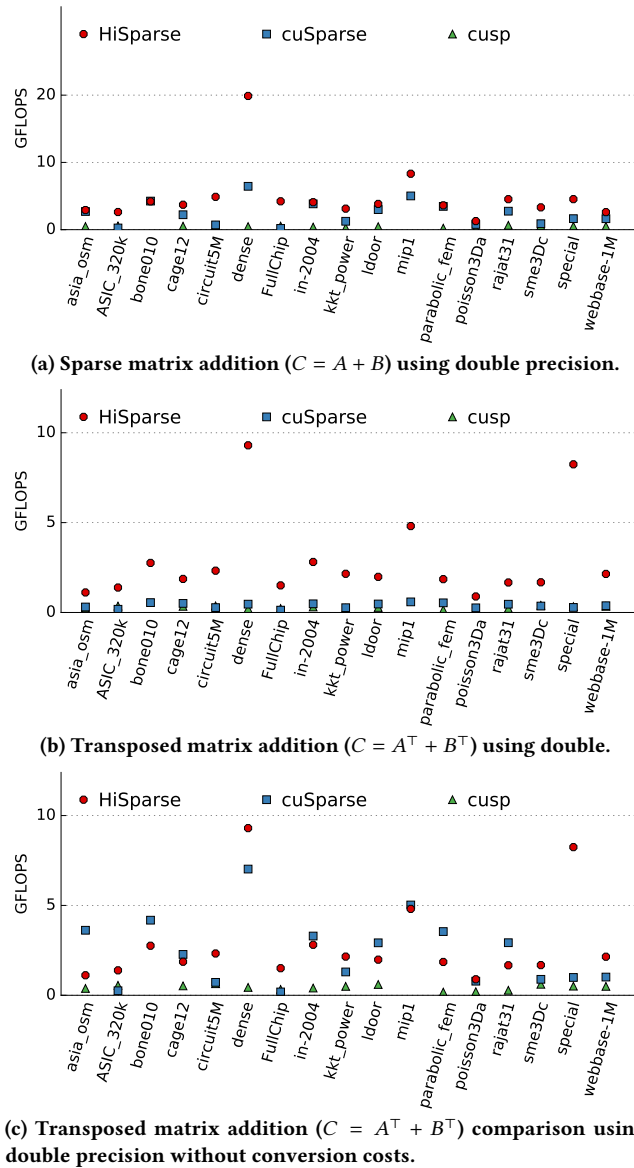 HiSparse cuSparse cusp
20
10
0
GFLOPS
asia_osm ASIC_320k bone010 cage12 circuit5M dense FullChip in-2004 kkt_power ldoor mip1 parabolic_fem poisson3Da rajat31 sme3Dc special webbase-1M
(a) Sparse matrix addition (C = A + B) using double precision.
HiSparse cuSparse cusp
10
5
0
GFLOPS
asia_osm ASIC_320k bone010 cage12 circuit5M dense FullChip in-2004 kkt_power ldoor mip1 parabolic_fem poisson3Da rajat31 sme3Dc special webbase-1M
(b) Transposed matrix addition (C = A⊤ + B⊤) using double.
HiSparse cuSparse cusp
10
5
0
GFLOPS
asia_osm ASIC_320k bone010 cage12 circuit5M dense FullChip in-2004 kkt_power ldoor mip1 parabolic_fem poisson3Da rajat31 sme3Dc special webbase-1M
(c) Transposed matrix addition (C = A⊤ + B⊤) comparison usin
double precision without conversion costs.